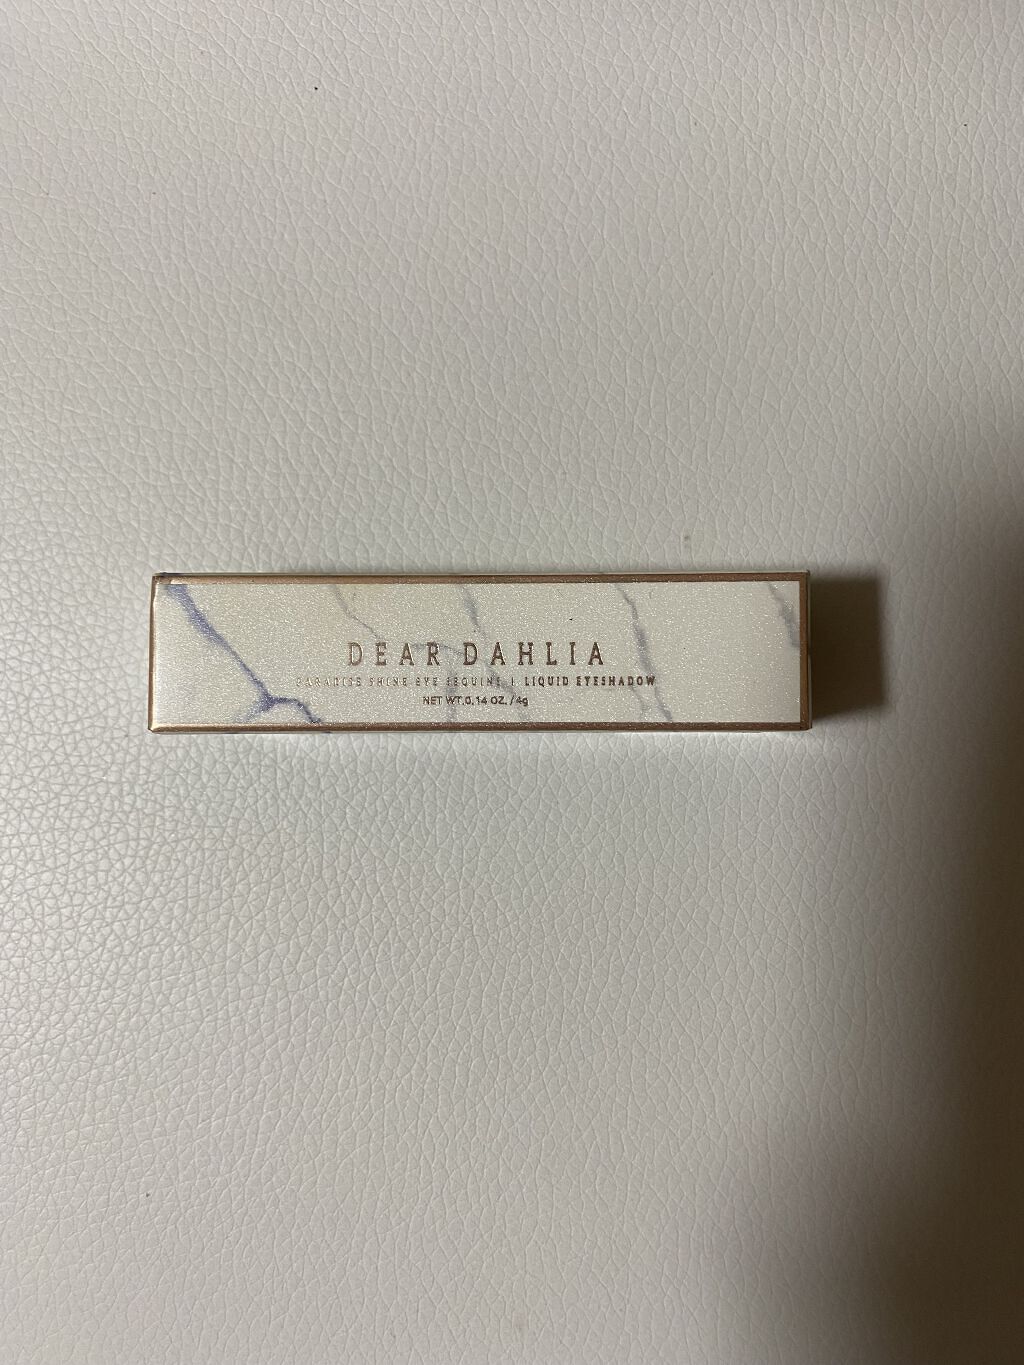 DEAR DAHLIA
PARADISE SHINE EYE SEQUINS | LIQUID EYESHADOW
NET WT.0.14 OZ. / 4g